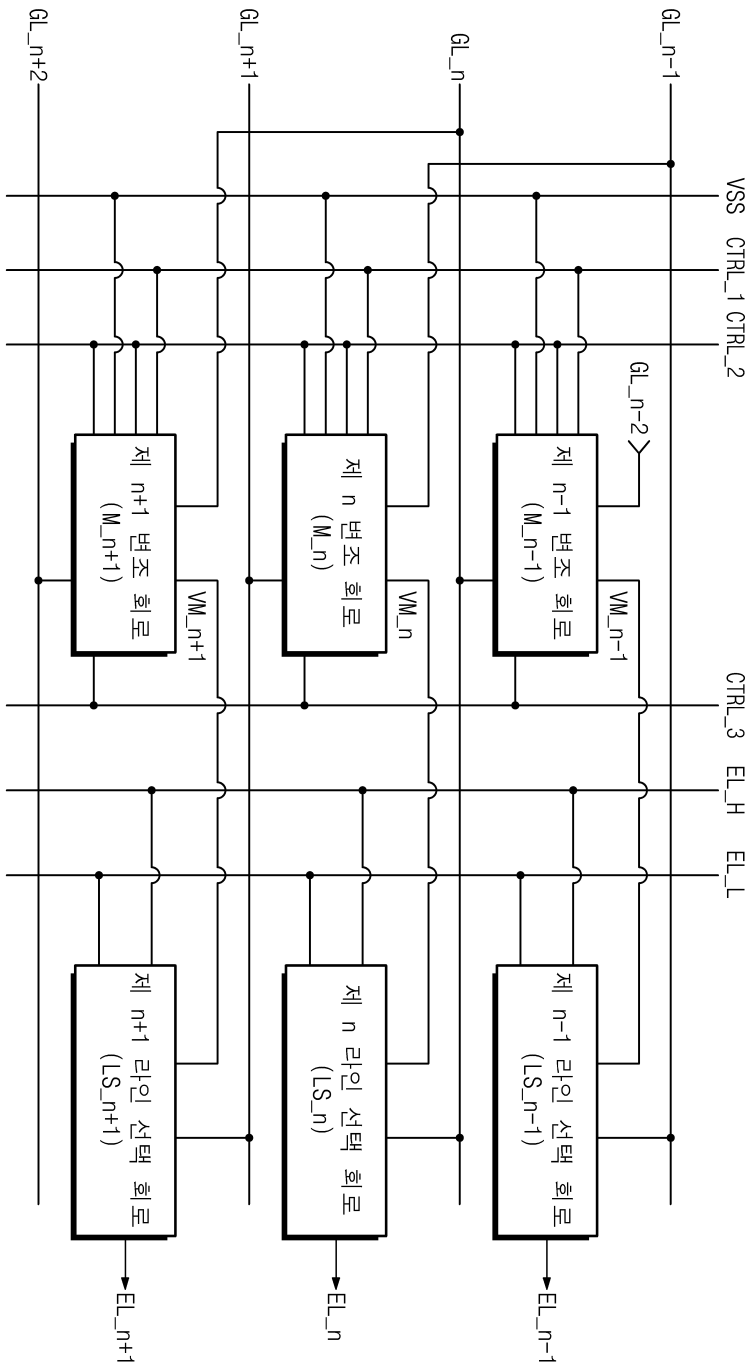 VSS CTRL_1 CTRL_2 CTRL_3 EL_H EL_L
GL_n-1
GL_n-2
VM_n-1
제 n-1 변조 회로
(M_n-1)
제 n-1 라인 선택 회로
(LS_n-1)
EL_n-1
GL_n
VM_n
제 n 변조 회로
(M_n)
제 n 라인 선택 회로
(LS_n)
EL_n
GL_n+1
VM_n+1
제 n+1 변조 회로
(M_n+1)
제 n+1 라인 선택 회로
(LS_n+1)
EL_n+1
GL_n+2